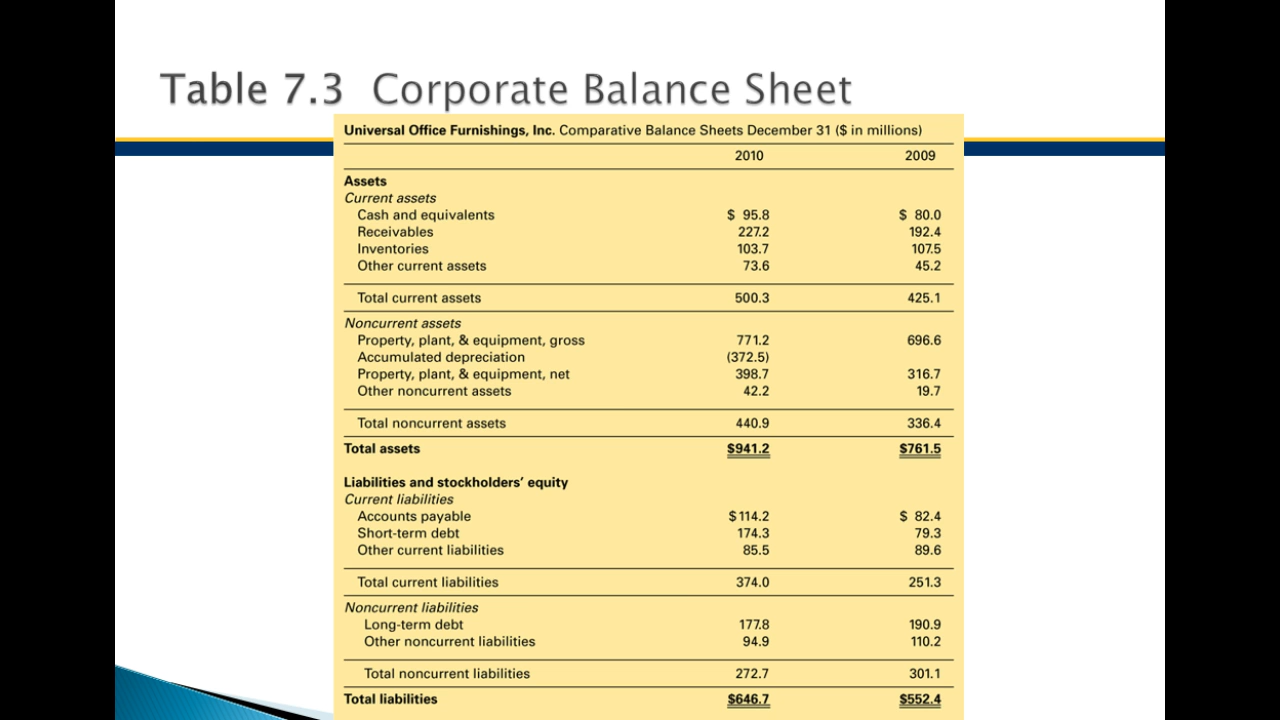 Table 7.3 Corporate Balance Sheet
Universal Office Furnishings, Inc. Comparative Balance Sheets December 31 ($ in millions)
2010 2009
Assets
Current assets
Cash and equivalents $ 95.8 $ 80.0
Receivables 227.2 192.4
Inventories 103.7 107.5
Other current assets 73.6 45.2
Total current assets 500.3 425.1
Noncurrent assets
Property, plant, & equipment, gross 771.2 696.6
Accumulated depreciation (372.5)
Property, plant, & equipment, net 398.7 316.7
Other noncurrent assets 42.2 19.7
Total noncurrent assets 440.9 336.4
Total assets $941.2 $761.5
Liabilities and stockholders' equity
Current liabilities
Accounts payable $114.2 $ 82.4
Short-term debt 174.3 79.3
Other current liabilities 85.5 89.6
Total current liabilities 374.0 251.3
Noncurrent liabilities
Long-term debt 177.8 190.9
Other noncurrent liabilities 94.9 110.2
Total noncurrent liabilities 272.7 301.1
Total liabilities $646.7 $552.4